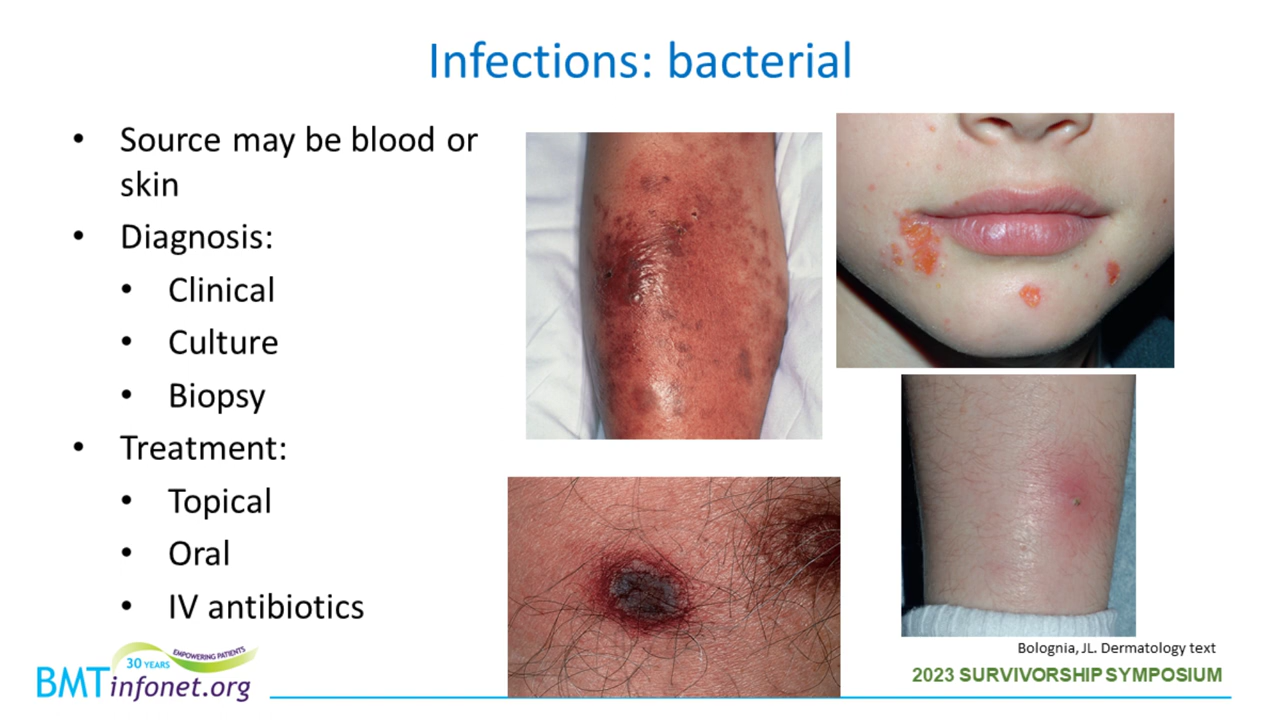 Infections: bacterial
• Source may be blood or
skin
• Diagnosis:
• Clinical
• Culture
• Biopsy
• Treatment:
• Topical
• Oral
• IV antibiotics
30 YEARS
EMPOWERING PATIENTS
BMTinfonet.org
Bolognia, JL. Dermatology text
2023 SURVIVORSHIP SYMPOSIUM